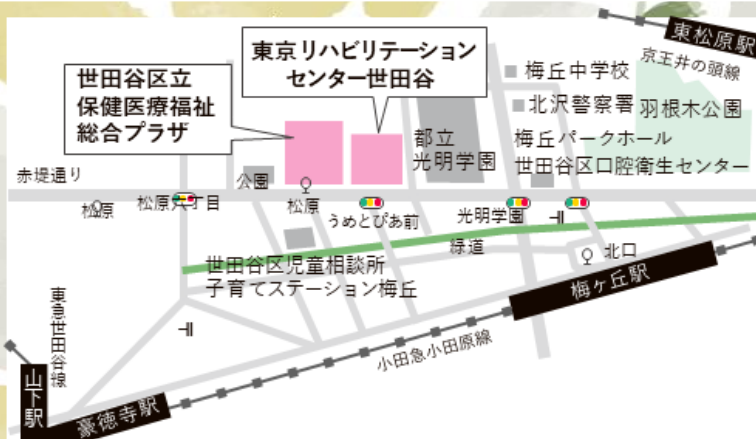 東松原駅
京王井の頭線
東京リハビリテーション
センター世田谷
世田谷区立
保健医療福祉
総合プラザ
梅丘中学校
北沢警察署
羽根木公園
都立
光明学園
梅丘パークホール
世田谷区口腔衛生センター
赤堤通り
公園
松原
松原六丁目
松原
うめとぴあ前
光明学園
緑道
北口
世田谷区児童相談所
子育てステーション梅丘
梅ヶ丘駅
東急世田谷線
小田急小田原線
山下駅
豪徳寺駅